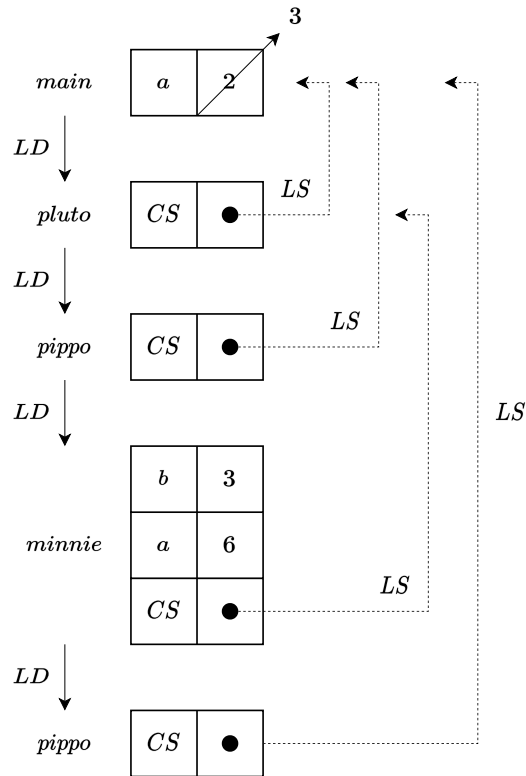 3
main a 2
LD
pluto CS LS
LD
pippo CS LS
LD
LS
b 3
minnie a 6
CS LS
LD
pippo CS